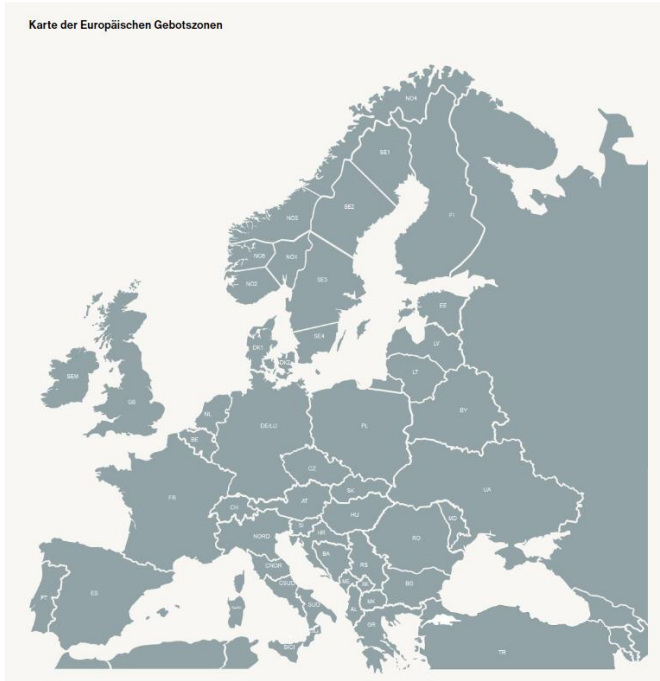 Karte der Europäischen Gebotszonen
NO4
SE1
SE2
FI
NO3
NO1
NO2
SE3
EE
SE4
DK1
LV
LT
SEM
GB
BY
NL
DE/LU
PL
BE
CZ
UA
FR
SK
AT
CH
HU
MD
SI
NORD
HR
RO
BA
CNOR
RS
CSUD
ME
BG
ES
PT
SUD
MK
AL
GR
SICI
TR